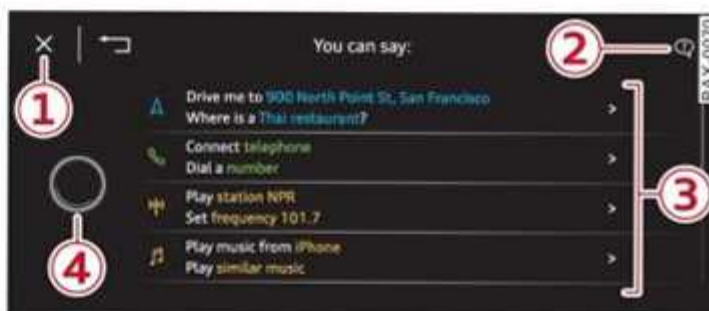 You can say:
2
RAX-0020
1
Drive me to 900 North Point St, San Francisco
Where is a Thai restaurant?
Connect telephone
Dial a number
3
Play station NPR
Set frequency 101.7
4
Play music from iPhone
Play similar music